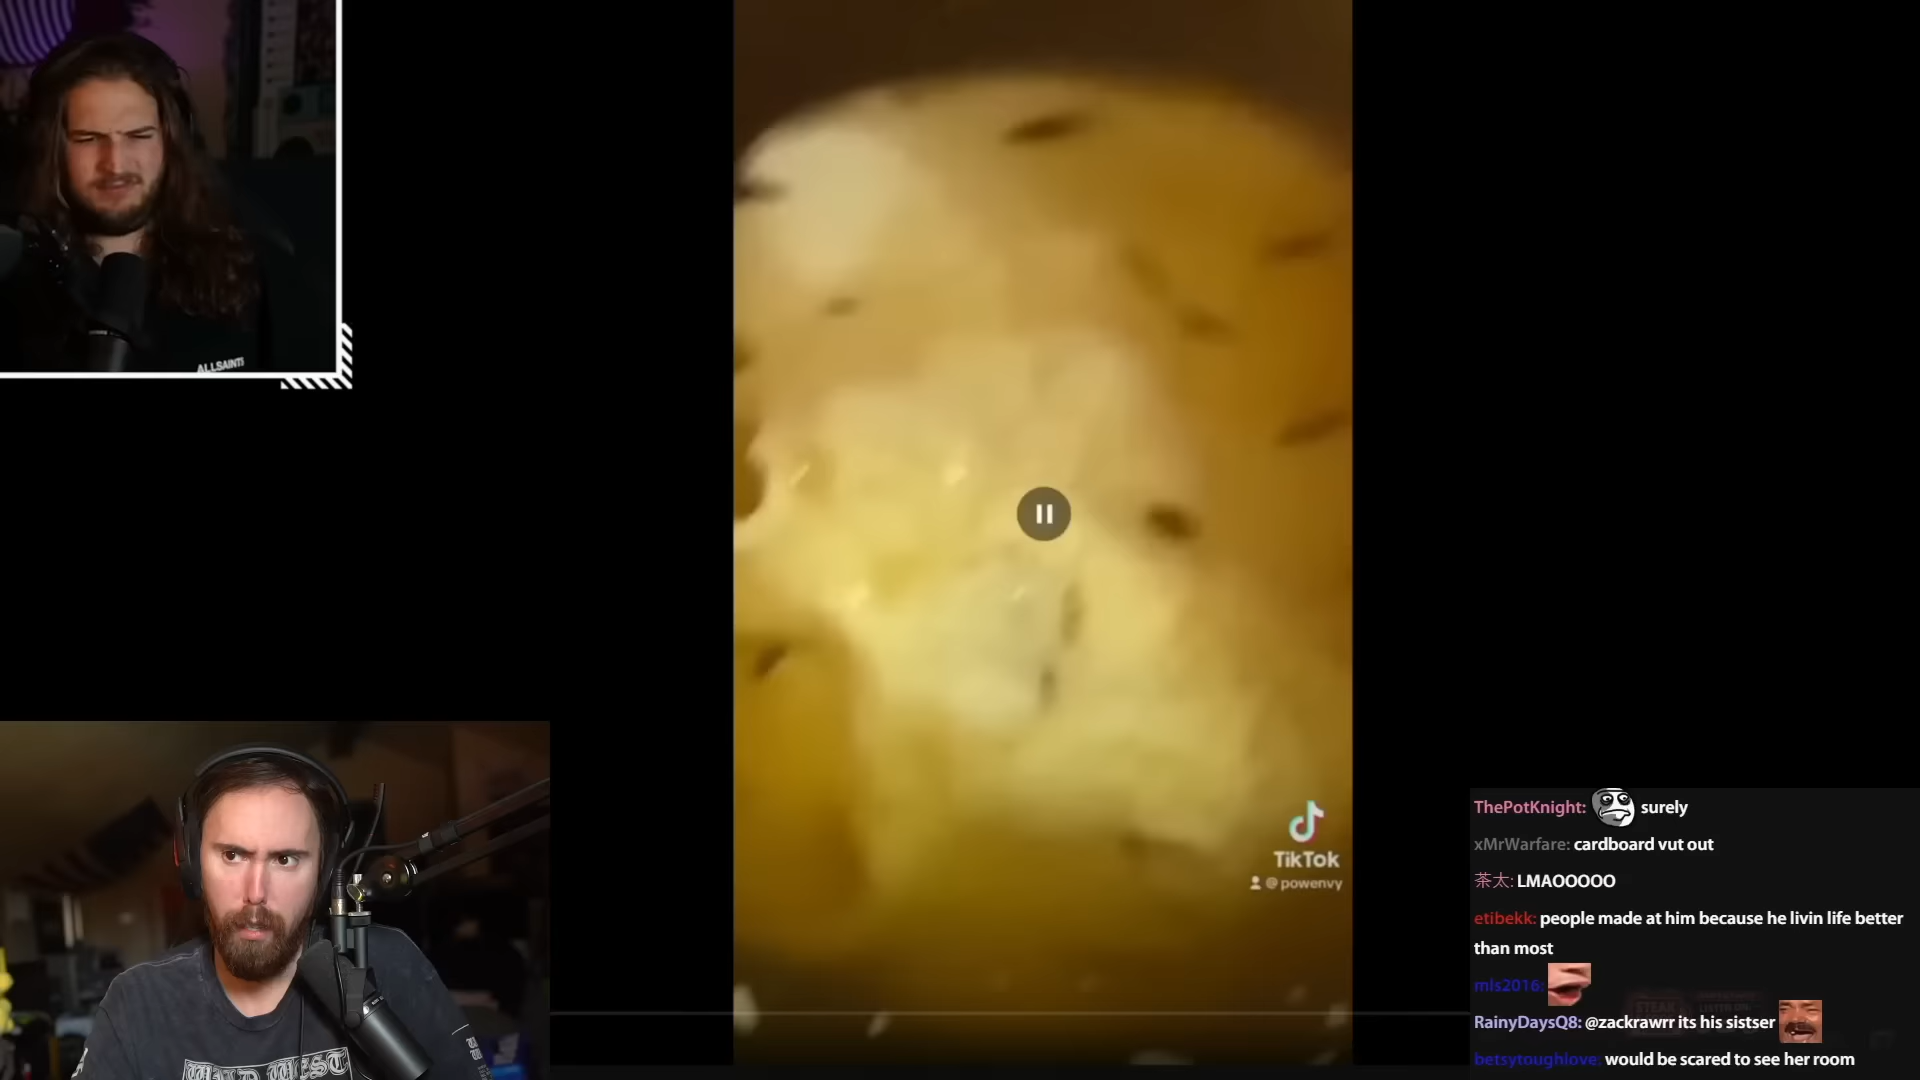 ALLSAINTS
TikTok
@powenvy
WILD WEST
ThePotKnight: surely
xMrWarfare: cardboard vut out
茶太: LMAOOOOO
etibekk: people made at him because he livin life better
than most
mls2016:
RainyDaysQ8: @zackrawrr its his sistser
betsytoughlove: would be scared to see her room